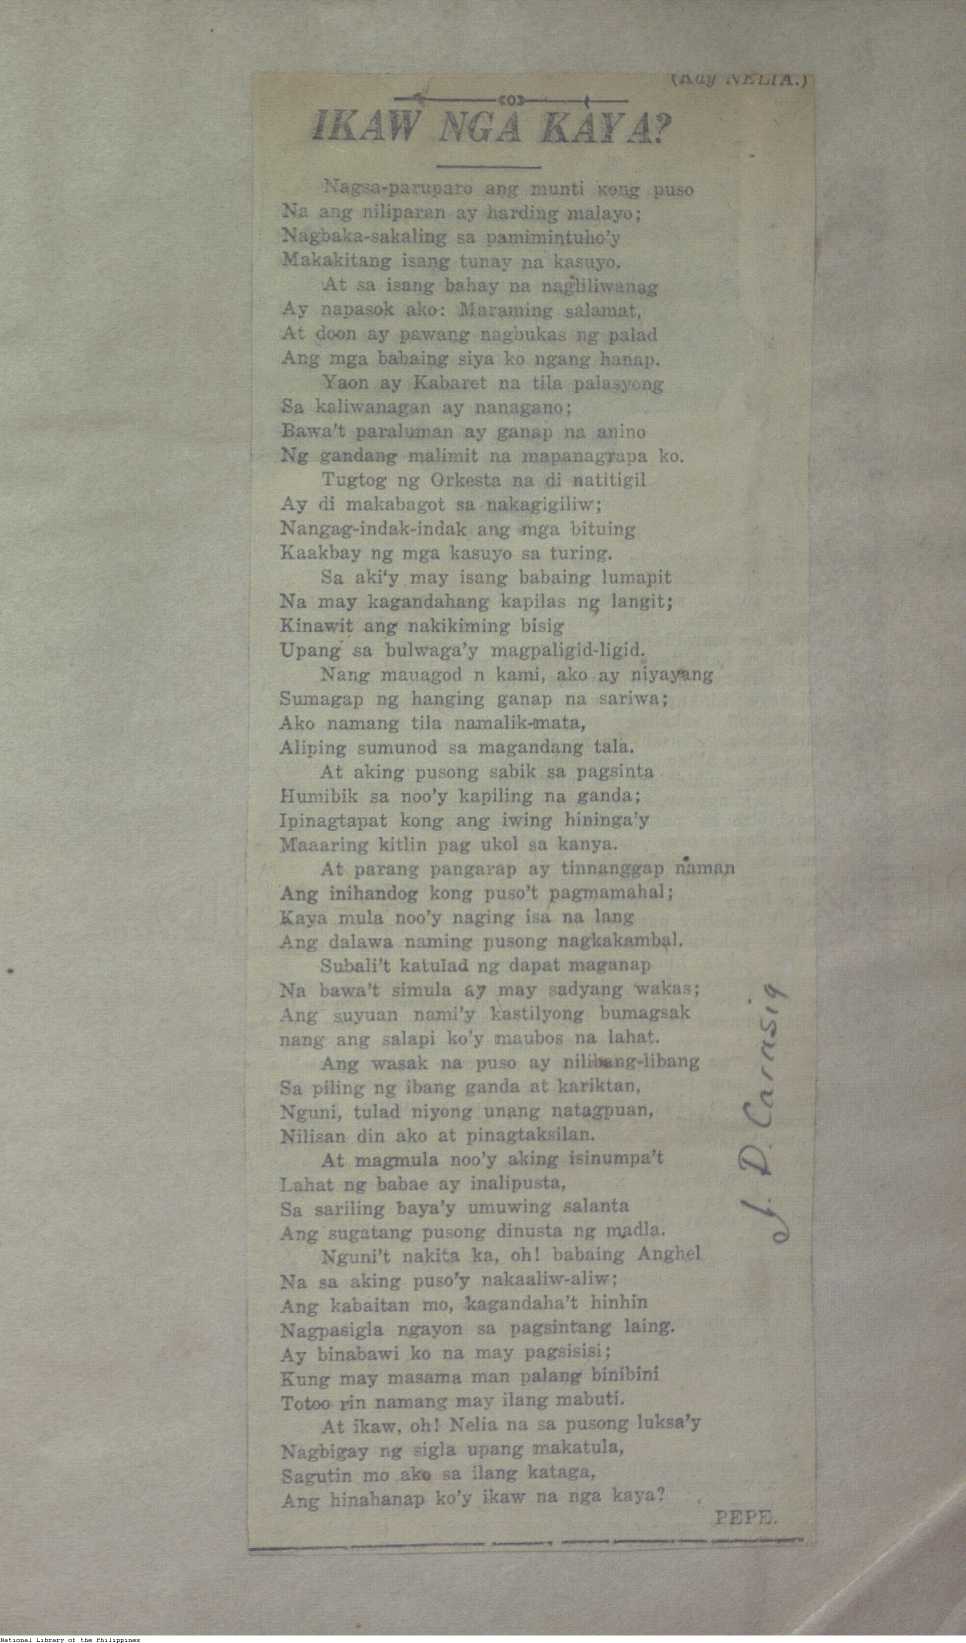 (Kay NELIA.)
IKAW NGA KAYA?
Nagsa-paruparo ang munti kong puso
Na ang niliparan ay harding malayo;
Nagbaka-sakaling sa pamimintuho'y
Makakitang isang tunay na kasuyo.
At sa isang bahay na nagliliwanag
Ay napasok ako: Maraming salamat,
At doon ay pawang nagbukas ng palad
Ang mga babaing siya ko ngang hanap.
Yaon ay Kabaret na tila palasyong
Sa kaliwanagan ay nanagano;
Bawa't paraluman ay ganap na anino
Ng gandang malimit na mapanagrapa ko.
Tugtog ng Orkesta na di natitigil
Ay di makabagot sa nakagigiliw;
Nangag-indak-indak ang mga bituing
Kaakbay ng mga kasuyo sa turing.
Sa aki'y may isang babaing lumapit
Na may kagandahang kapilas ng langit;
Kinawit ang nakikiming bisig
Upang sa bulwaga'y magpaligid-ligid.
Nang mauagod n kami, ako ay niyayang
Sumagap ng hanging ganap na sariwa;
Ako namang tila namalik-mata,
Aliping sumunod sa magandang tala.
At aking pusong sabik sa pagsinta
Humibik sa noo'y kapiling na ganda;
Ipinagtapat kong ang iwing hininga'y
Maaaring kitlin pag ukol sa kanya.
At parang pangarap ay tinnanggap naman
Ang inihandog kong puso't pagmamahal;
Kaya mula noo'y naging isa na lang
Ang dalawa naming pusong nagkakambal.
Subali't katulad ng dapat maganap
Na bawa't simula ay may sadyang wakas;
Ang suyuan nami'y kastilyong bumagsak
nang ang salapi ko'y maubos na lahat.
Ang wasak na puso ay nilibang-libang
Sa piling ng ibang ganda at kariktan,
Nguni, tulad niyong unang natagpuan,
Nilisan din ako at pinagtaksilan.
At magmula noo'y aking isinumpa't
Lahat ng babae ay inalipusta,
Sa sariling baya'y umuwing salanta
Ang sugatang pusong dinusta ng madla.
Nguni't nakita ka, oh! babaing Anghel
Na sa aking puso'y nakaaliw-aliw;
Ang kabaitan mo, kagandaha't hinhin
Nagpasigla ngayon sa pagsintang laing.
Ay binabawi ko na may pagsisisi;
Kung may masama man palang binibini
Totoo rin namang may ilang mabuti.
At ikaw, oh! Nelia na sa pusong luksa'y
Nagbigay ng sigla upang makatula,
Sagutin mo ako sa ilang kataga,
Ang hinahanap ko'y ikaw na nga kaya?
PEPE.
J. D. Carasig
National Library of the Philippines